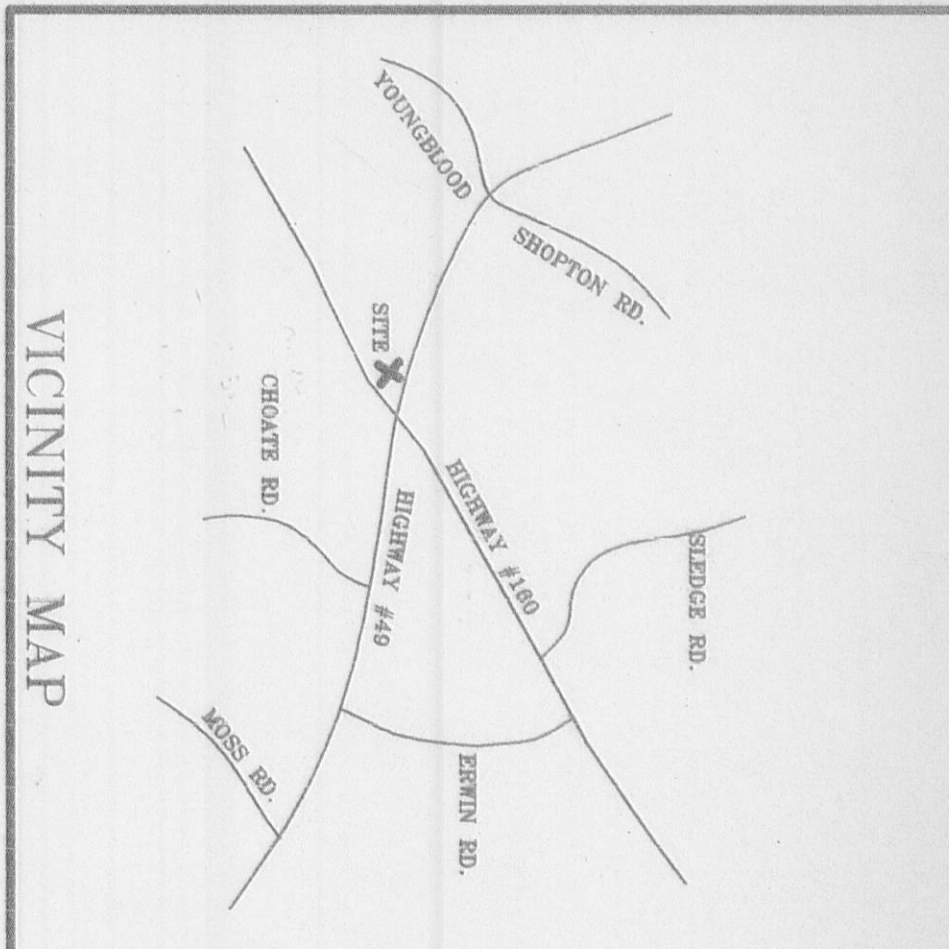 YOUNGBLOOD
SHOPTON RD.
SITE
CHOATE RD.
HIGHWAY #160
HIGHWAY #49
SLEDGE RD.
MOSS RD.
ERWIN RD.
VICINITY MAP